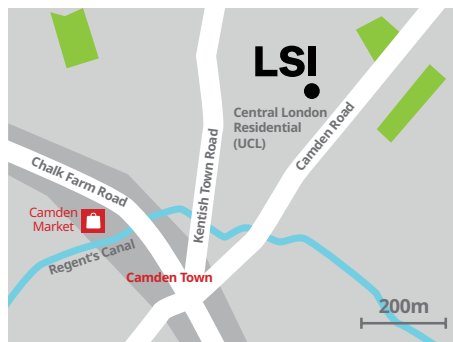 LSI
Central London
Residential
(UCL)
Camden Road
Kentish Town Road
Chalk Farm Road
Camden
Market
Regent's Canal
Camden Town
200m